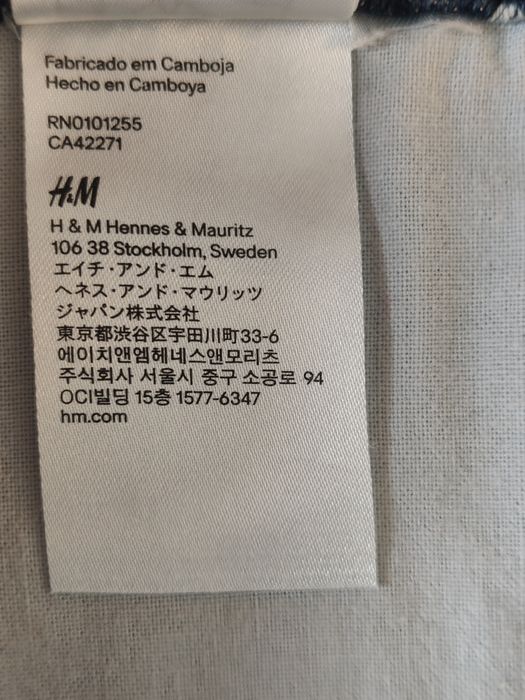 Fabricado em Camboja
Hecho en Camboya
RN0101255
CA42271
H&M
H & M Hennes & Mauritz
106 38 Stockholm, Sweden
エイチ・アンド・エム
ヘネス・アンド・マウリッツ
ジャパン株式会社
東京都渋谷区宇田川町33-6
에이치앤엠헤네스앤모리츠
주식회사 서울시 중구 소공로 94
OCI빌딩 15층 1577-6347
hm.com